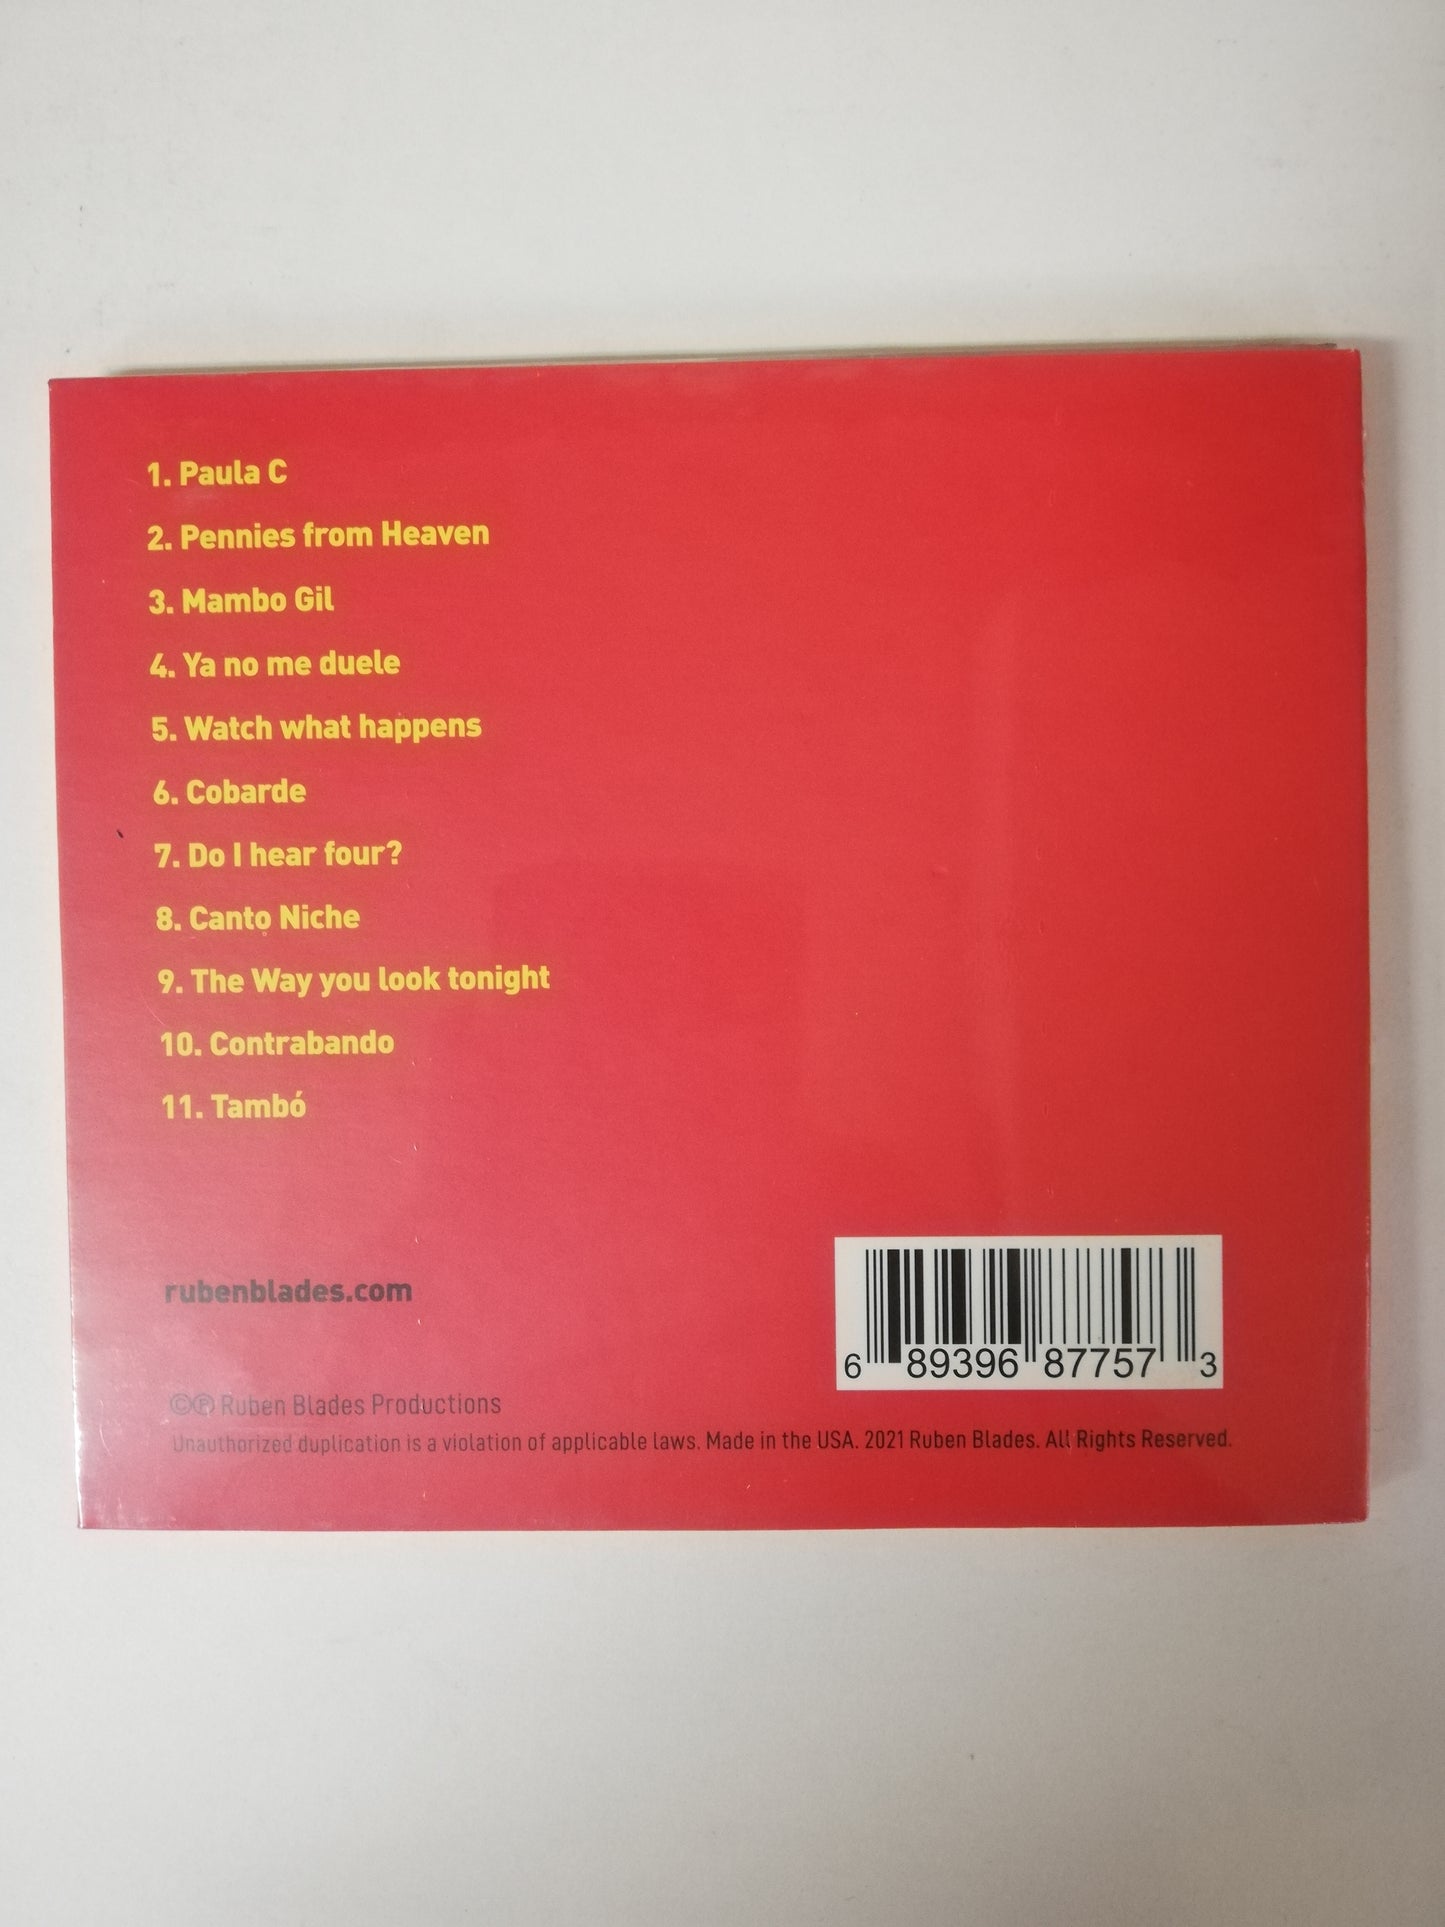 1. Paula C
2. Pennies from Heaven
3. Mambo Gil
4. Ya no me duele
5. Watch what happens
6. Cobarde
7. Do I hear four?
8. Canto Niche
9. The Way you look tonight
10. Contrabando
11. Tambó
rubenblades.com
6 89396 87757 3
©℗ Ruben Blades Productions
Unauthorized duplication is a violation of applicable laws. Made in the USA. 2021 Ruben Blades. All Rights Reserved.